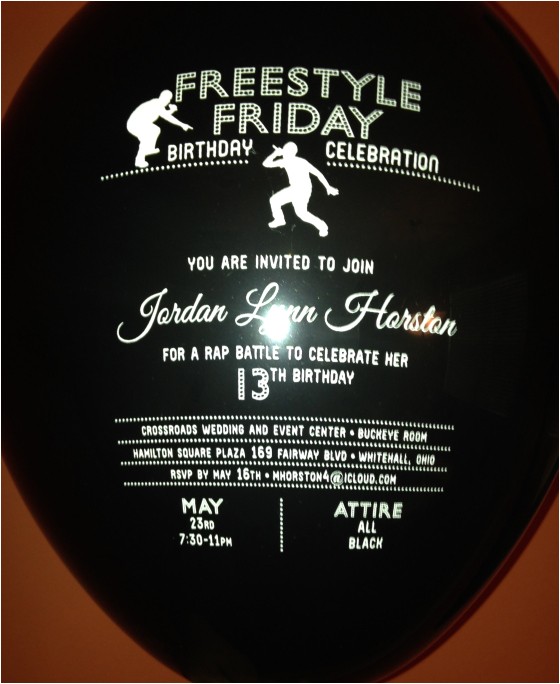 FREESTYLE
FRIDAY
BIRTHDAY CELEBRATION
YOU ARE INVITED TO JOIN
Jordan Lynn Horston
FOR A RAP BATTLE TO CELEBRATE HER
13TH BIRTHDAY
CROSSROADS WEDDING AND EVENT CENTER • BUCKEYE ROOM
HAMILTON SQUARE PLAZA 169 FAIRWAY BLVD • WHITEHALL, OHIO
RSVP BY MAY 16TH • MHORSTON4@ICLOUD.COM
MAY
23RD
7:30-11PM
ATTIRE
ALL
BLACK